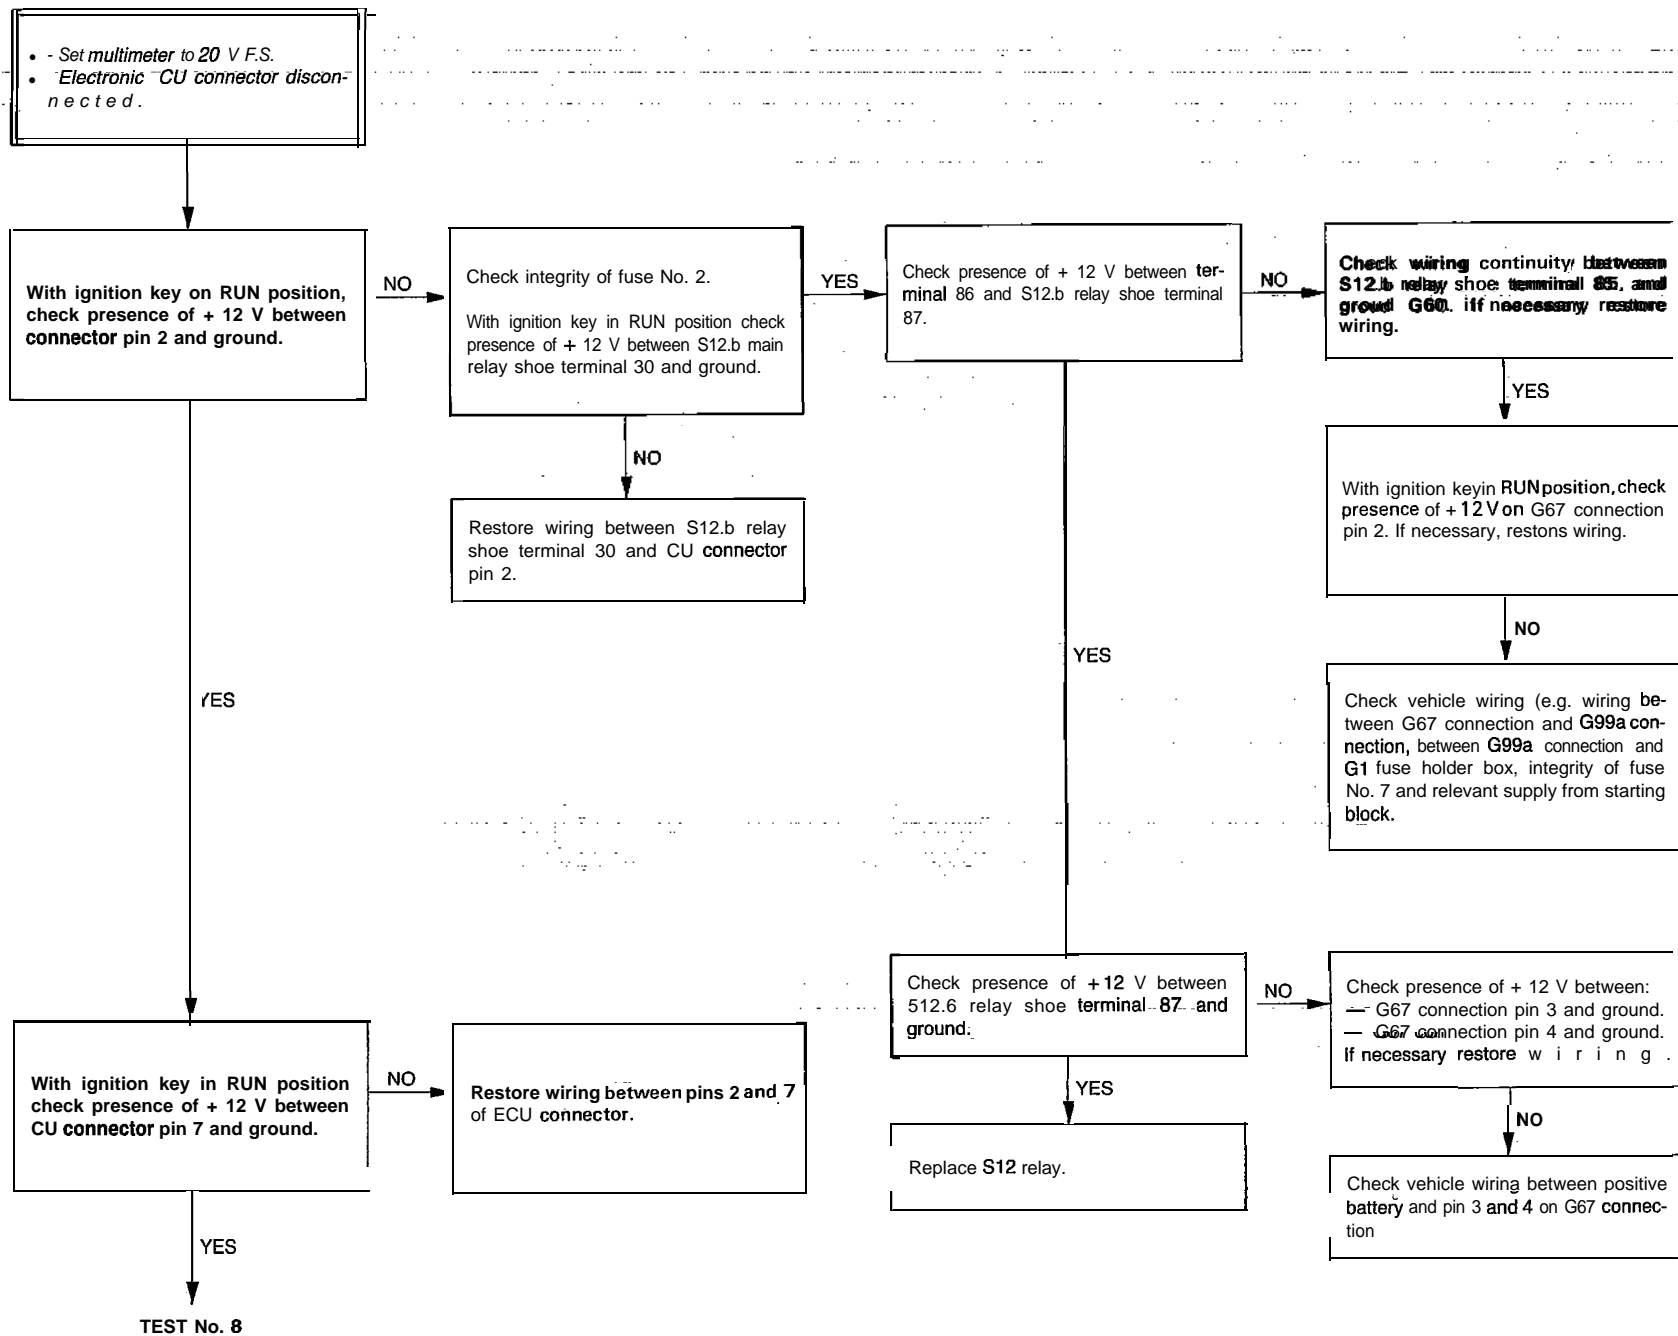 • - Set multimeter to 20 V F.S.
• Electronic CU connector discon-
nected.
With ignition key on RUN position,
check presence of + 12 V between
connector pin 2 and ground.
NO
Check integrity of fuse No. 2.
With ignition key in RUN position check
presence of + 12 V between S12.b main
relay shoe terminal 30 and ground.
YES
Check presence of + 12 V between ter-
minal 86 and S12.b relay shoe terminal
87.
NO
Check wiring continuity between
S12.b relay shoe terminal 85, and
groud G60. if necessary, restore
wiring.
YES
With ignition keyin RUN position, check
presence of + 12 V on G67 connection
pin 2. If necessary, restons wiring.
NO
Restore wiring between S12.b relay
shoe terminal 30 and CU connector
pin 2.
NO
Check vehicle wiring (e.g. wiring be-
tween G67 connection and G99a con-
nection, between G99a connection and
G1 fuse holder box, integrity of fuse
No. 7 and relevant supply from starting
block.
YES
YES
Check presence of + 12 V between
512.6 relay shoe terminal 87 and
ground.
NO
Check presence of + 12 V between:
— G67 connection pin 3 and ground.
— G67 connection pin 4 and ground.
If necessary restore wiring.
With ignition key in RUN position
check presence of + 12 V between
CU connector pin 7 and ground.
NO
Restore wiring between pins 2 and 7
of ECU connector.
YES
Replace S12 relay.
NO
Check vehicle wiring between positive
battery and pin 3 and 4 on G67 connec-
tion
YES
TEST No. 8